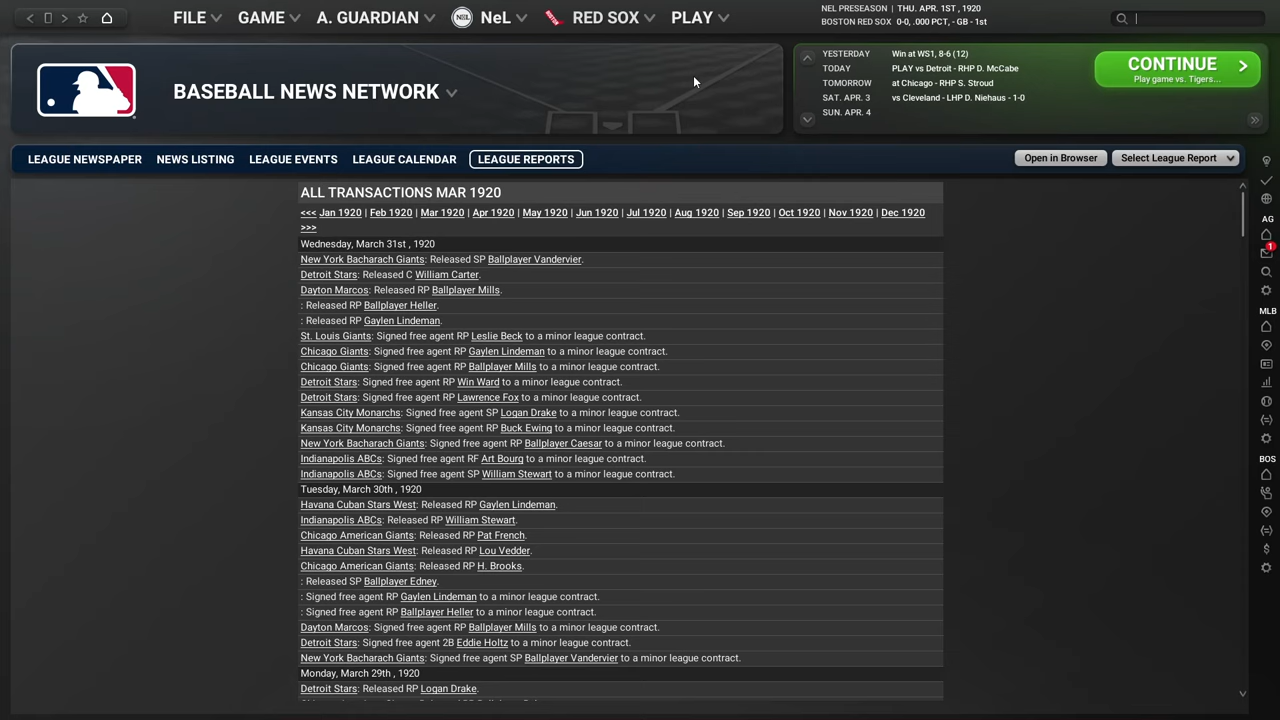 FILE GAME A. GUARDIAN NeL RED SOX PLAY
NEL PRESEASON | THU. APR. 1ST , 1920
BOSTON RED SOX 0-0, .000 PCT, - GB - 1st
BASEBALL NEWS NETWORK
YESTERDAY Win at WS1, 8-6 (12)
TODAY PLAY vs Detroit - RHP D. McCabe
TOMORROW at Chicago - RHP S. Stroud
SAT. APR. 3 vs Cleveland - LHP D. Niehaus - 1-0
SUN. APR. 4
CONTINUE
Play game vs. Tigers...
LEAGUE NEWSPAPER NEWS LISTING LEAGUE EVENTS LEAGUE CALENDAR LEAGUE REPORTS Open in Browser Select League Report
ALL TRANSACTIONS MAR 1920
<<< Jan 1920 | Feb 1920 | Mar 1920 | Apr 1920 | May 1920 | Jun 1920 | Jul 1920 | Aug 1920 | Sep 1920 | Oct 1920 | Nov 1920 | Dec 1920
>>>
Wednesday, March 31st , 1920
New York Bacharach Giants: Released SP Ballplayer Vandervier.
Detroit Stars: Released C William Carter.
Dayton Marcos: Released RP Ballplayer Mills.
: Released RP Ballplayer Heller.
: Released RP Gaylen Lindeman.
St. Louis Giants: Signed free agent RP Leslie Beck to a minor league contract.
Chicago Giants: Signed free agent RP Gaylen Lindeman to a minor league contract.
Chicago Giants: Signed free agent RP Ballplayer Mills to a minor league contract.
Detroit Stars: Signed free agent RP Win Ward to a minor league contract.
Detroit Stars: Signed free agent RP Lawrence Fox to a minor league contract.
Kansas City Monarchs: Signed free agent SP Logan Drake to a minor league contract.
Kansas City Monarchs: Signed free agent RP Buck Ewing to a minor league contract.
New York Bacharach Giants: Signed free agent RP Ballplayer Caesar to a minor league contract.
Indianapolis ABCs: Signed free agent RF Art Bourg to a minor league contract.
Indianapolis ABCs: Signed free agent SP William Stewart to a minor league contract.
Tuesday, March 30th , 1920
Havana Cuban Stars West: Released RP Gaylen Lindeman.
Indianapolis ABCs: Released RP William Stewart.
Chicago American Giants: Released RP Pat French.
Havana Cuban Stars West: Released RP Lou Vedder.
Chicago American Giants: Released RP H. Brooks.
: Released SP Ballplayer Edney.
: Signed free agent RP Gaylen Lindeman to a minor league contract.
: Signed free agent RP Ballplayer Heller to a minor league contract.
Dayton Marcos: Signed free agent RP Ballplayer Mills to a minor league contract.
Detroit Stars: Signed free agent 2B Eddie Holtz to a minor league contract.
New York Bacharach Giants: Signed free agent SP Ballplayer Vandervier to a minor league contract.
Monday, March 29th , 1920
Detroit Stars: Released RP Logan Drake.
AG
1
MLB
BOS